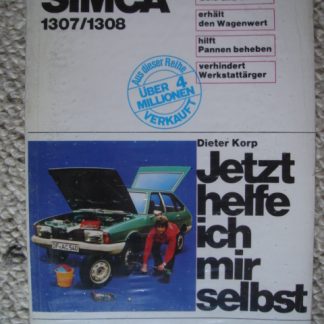 SIMCA
1307/1308
erhält
den Wagenwert
hilft
Pannen beheben
verhindert
Werkstattärger
Aus dieser Reihe
ÜBER 4
MILLIONEN
VERKAUFT
Dieter Korp
Jetzt
helfe
ich
mir
selbst